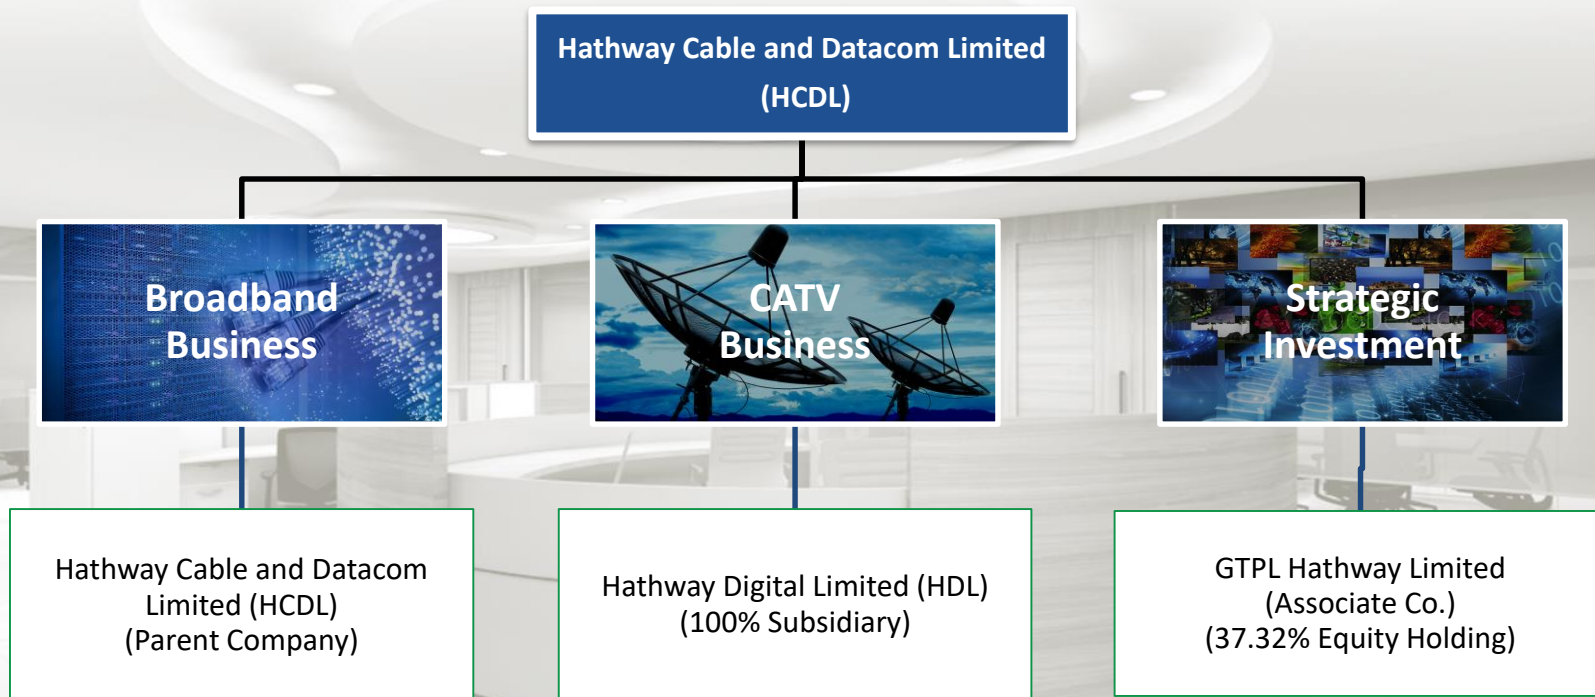 Hathway Cable and Datacom Limited
(HCDL)
Broadband
Business
CATV
Business
Strategic
Investment
Hathway Cable and Datacom
Limited (HCDL)
(Parent Company)
Hathway Digital Limited (HDL)
(100% Subsidiary)
GTPL Hathway Limited
(Associate Co.)
(37.32% Equity Holding)